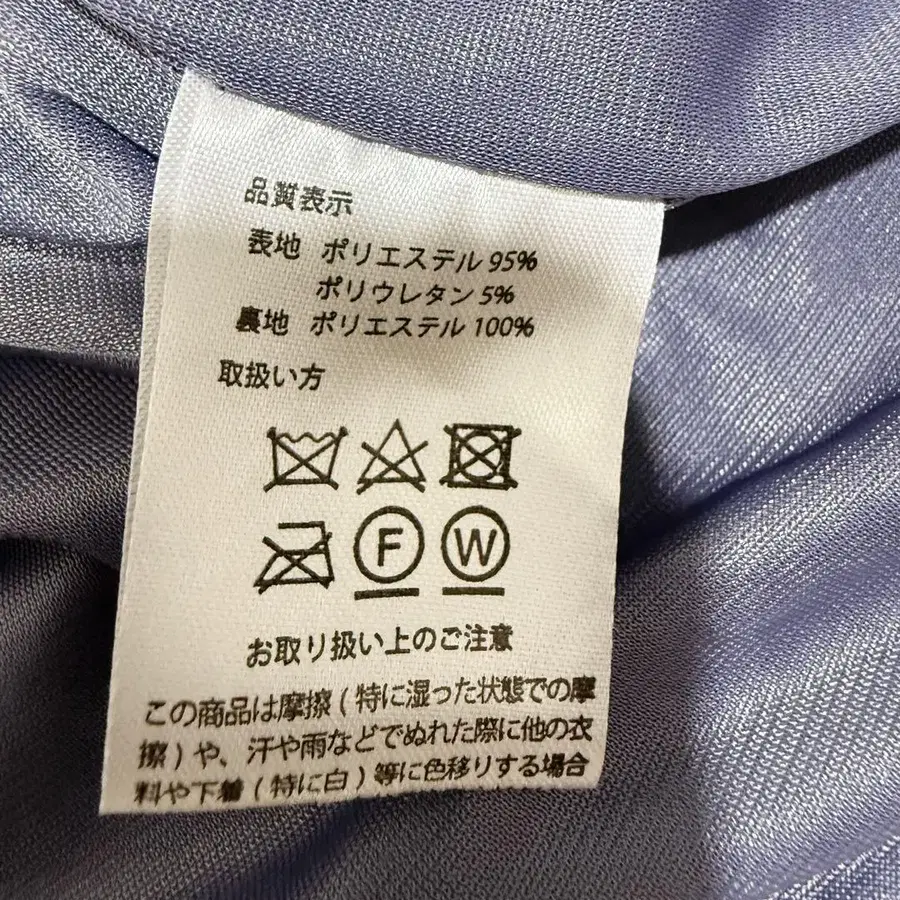 品質表示
表地 ポリエステル 95%
ポリウレタン 5%
裏地 ポリエステル 100%
取扱い方
F W
お取り扱い上のご注意
この商品は摩擦(特に湿った状態での摩
擦)や、汗や雨などでぬれた際に他の衣
料や下着(特に白)等に色移りする場合